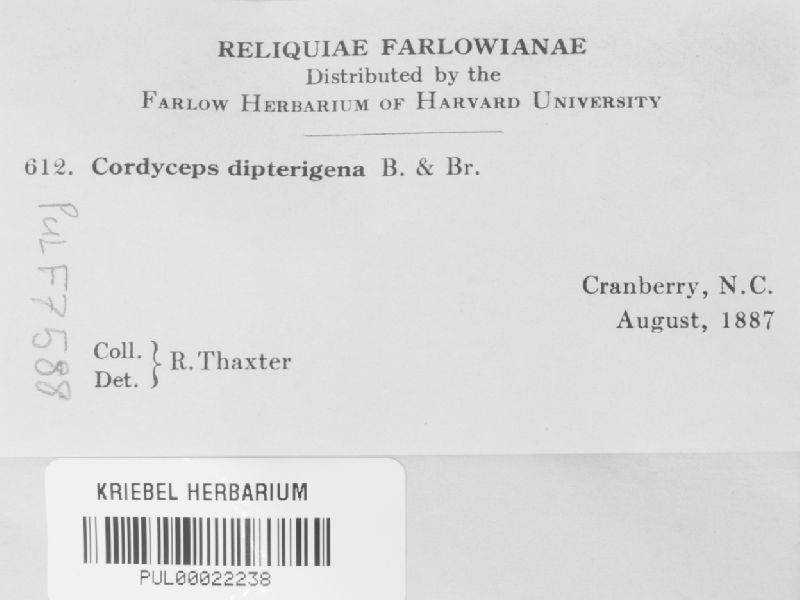 RELIQUIAE FARLOWIANAE
Distributed by the
FARLOW HERBARIUM OF HARVARD UNIVERSITY
612. Cordyceps dipterigena B. & Br.
PUL F7588
Cranberry, N.C.
August, 1887
Coll.
Det. } R. Thaxter
KRIEBEL HERBARIUM
PUL00022238